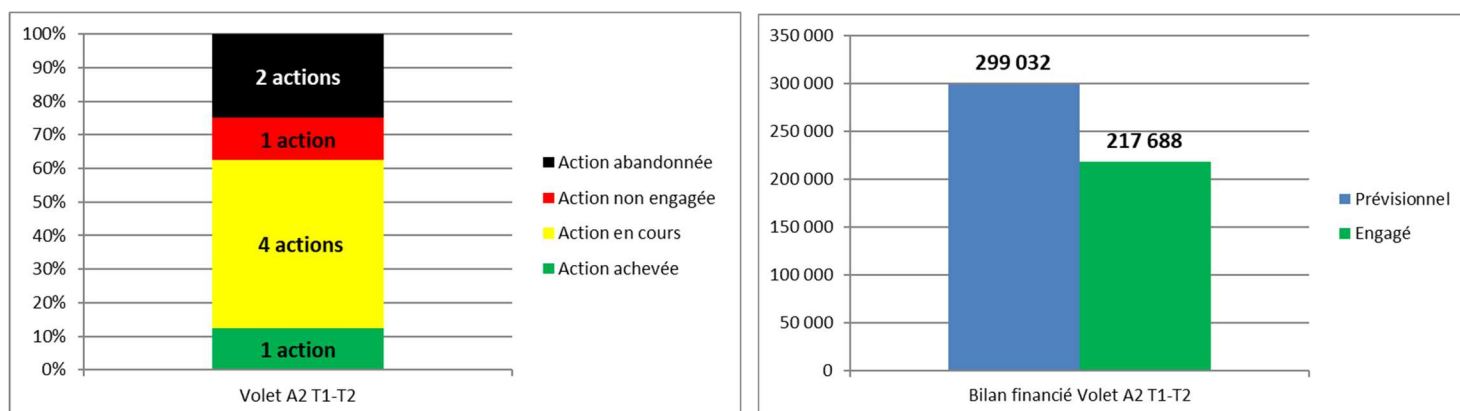 100%
90%
80%
70%
60%
50%
40%
30%
20%
10%
0%
2 actions
1 action
4 actions
1 action
Volet A2 T1-T2
Action abandonnée
Action non engagée
Action en cours
Action achevée
350 000
300 000
250 000
200 000
150 000
100 000
50 000
0
299 032
217 688
Bilan financié Volet A2 T1-T2
Prévisionnel
Engagé